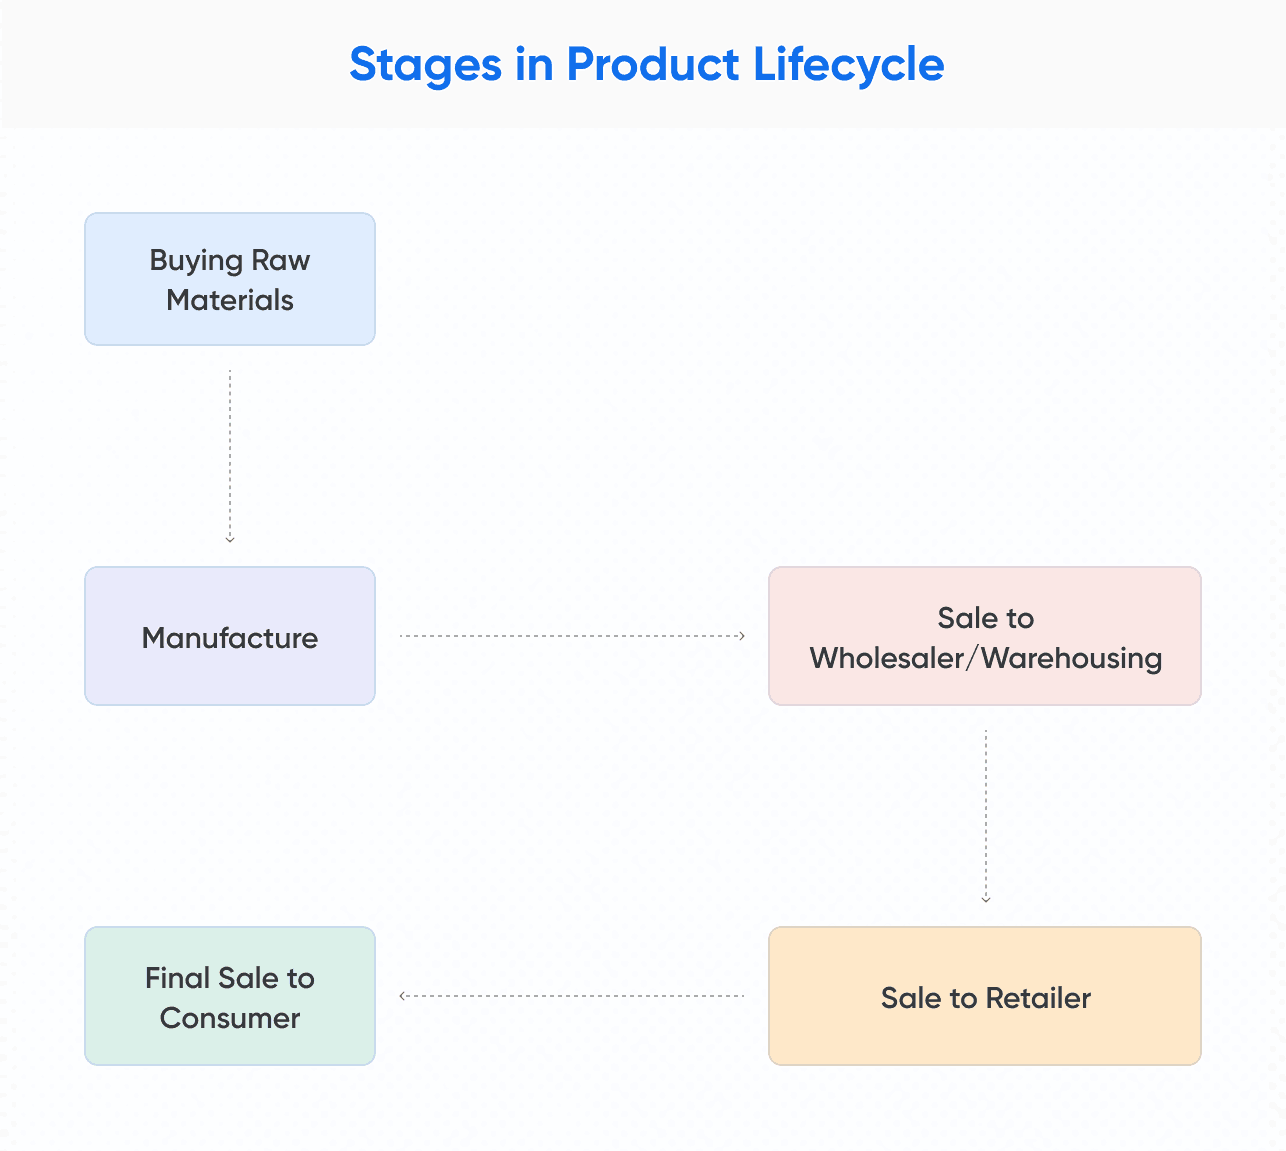 Stages in Product Lifecycle
Buying Raw
Materials
Manufacture
Sale to
Wholesaler/Warehousing
Sale to Retailer
Final Sale to
Consumer